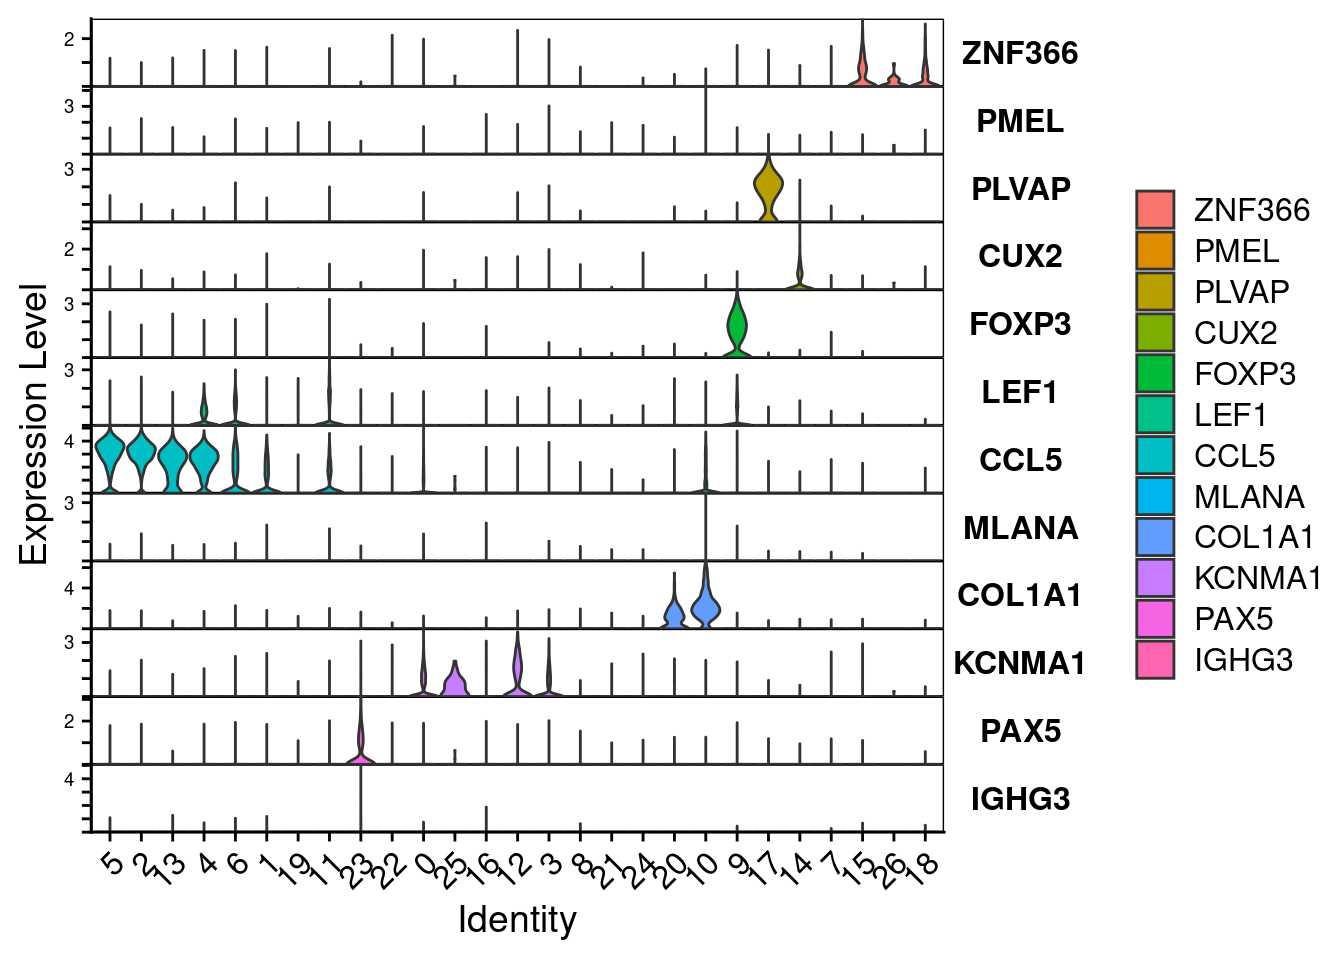 Expression Level
2
ZNF366
3
PMEL
3
PLVAP
2
CUX2
3
FOXP3
3
LEF1
4
CCL5
3
MLANA
4
COL1A1
3
KCNMA1
2
PAX5
4
IGHG3
5 2 13 4 6 1 19 11 23 22 0 25 16 12 3 8 21 24 20 10 9 17 14 7 15 26 18
Identity
ZNF366
PMEL
PLVAP
CUX2
FOXP3
LEF1
CCL5
MLANA
COL1A1
KCNMA1
PAX5
IGHG3